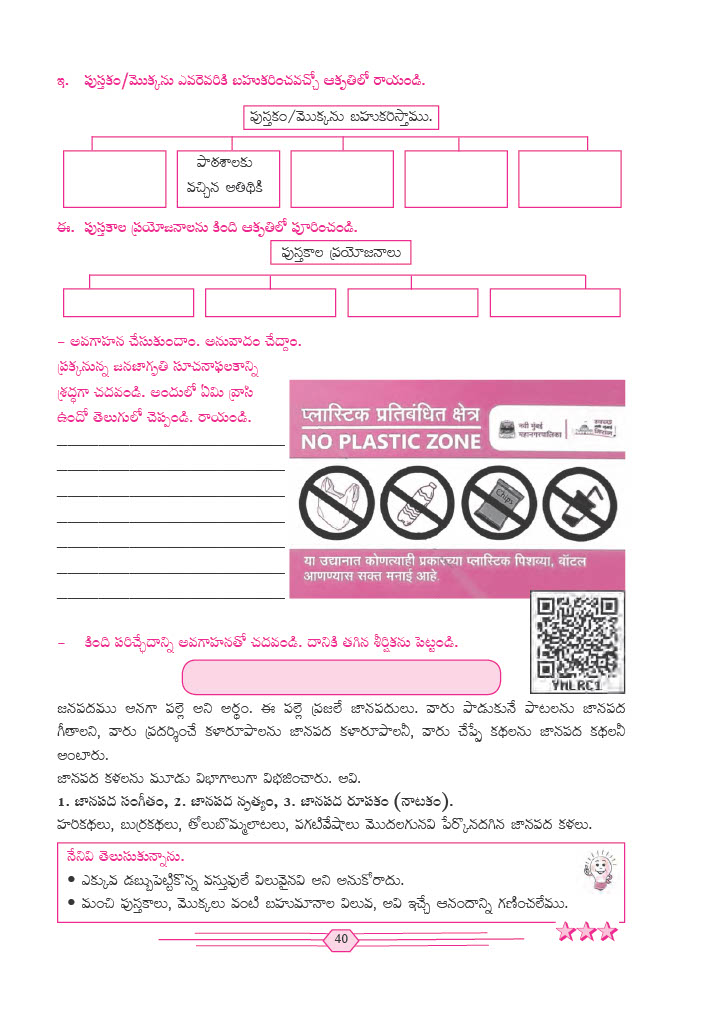 ఇ. పుస్తకం/మొక్కను ఎవరెవరికి బహుకరించవచ్చో ఆకృతిలో రాయండి.
పుస్తకం/మొక్కను బహుకరిస్తాము.
పాఠశాలకు
వచ్చిన అతిథికి
ఈ. పుస్తకాల ప్రయోజనాలను కింది ఆకృతిలో పూరించండి.
పుస్తకాల ప్రయోజనాలు
– అవగాహన చేసుకుందాం. అనువాదం చేద్దాం.
ప్రక్కనున్న జనజాగృతి సూచనాఫలకాన్ని
శ్రద్ధగా చదవండి. అందులో ఏమి వ్రాసి
ఉందో తెలుగులో చెప్పండి. రాయండి.
प्लास्टिक प्रतिबंधित क्षेत्र
NO PLASTIC ZONE
नवी मुंबई
महानगरपालिका
Chips
या उद्यानात कोणत्याही प्रकारच्या प्लास्टिक पिशव्या, बॉटल
आणण्यास सक्त मनाई आहे.
YMLRC1
– కింది పరిచ్ఛేదాన్ని అవగాహనతో చదవండి. దానికి తగిన శీర్షికను పెట్టండి.
జనపదము అనగా పల్లె అని అర్థం. ఈ పల్లె ప్రజలే జానపదులు. వారు పాడుకునే పాటలను జానపద
గీతాలని, వారు ప్రదర్శించే కళారూపాలను జానపద కళారూపాలనీ, వారు చేప్పే కథలను జానపద కథలనీ
అంటారు.
జానపద కళలను మూడు విభాగాలుగా విభజించారు. అవి.
1. జానపద సంగీతం, 2. జానపద నృత్యం, 3. జానపద రూపకం (నాటకం).
హరికథలు, బుర్రకథలు, తోలుబొమ్మలాటలు, పగటివేషాలు మొదలగునవి పేర్కొనదగిన జానపద కళలు.
నేనివి తెలుసుకున్నాను.
● ఎక్కువ డబ్బుపెట్టికొన్న వస్తువులే విలువైనవి అని అనుకోరాదు.
● మంచి పుస్తకాలు, మొక్కలు వంటి బహుమానాల విలువ, అవి ఇచ్చే ఆనందాన్ని గణించలేము.
40